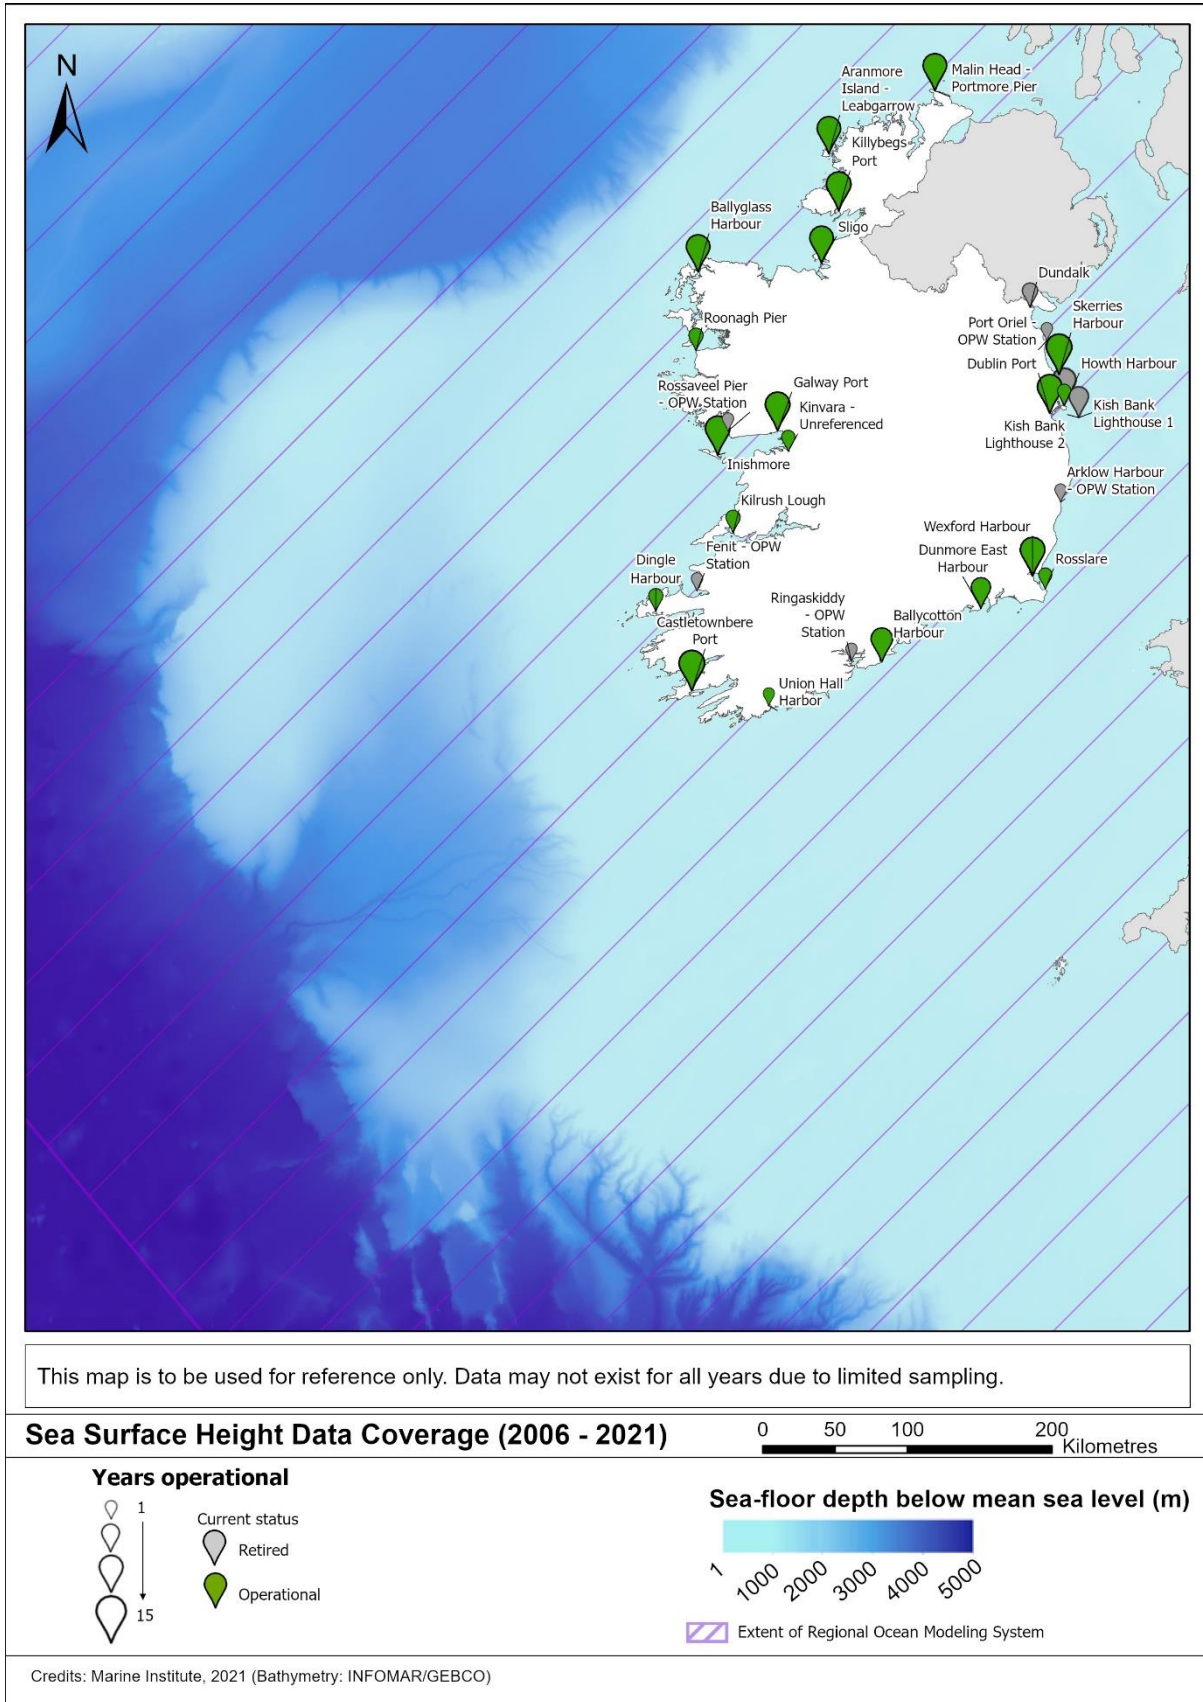 N
Malin Head -
Portmore Pier
Aranmore
Island -
Leabgarrow
Killybegs
Port
Ballyglass
Harbour
Sligo
Dundalk
Skerries
Harbour
Port Oriel -
OPW Station
Roonagh Pier
Dublin Port
Howth Harbour
Rossaveel Pier
- OPW Station
Galway Port
Kinvara -
Unreferenced
Kish Bank
Lighthouse 1
Kish Bank
Lighthouse 2
Inishmore
Arklow Harbour
- OPW Station
Kilrush Lough
Wexford Harbour
Fenit - OPW
Station
Dunmore East
Harbour
Rosslare
Dingle
Harbour
Ringaskiddy
- OPW
Station
Ballycotton
Harbour
Castletownbere
Port
Union Hall
Harbor
This map is to be used for reference only. Data may not exist for all years due to limited sampling.
Sea Surface Height Data Coverage (2006 - 2021)
0 50 100 200
Kilometres
Years operational
1
15
Current status
Retired
Operational
Sea-floor depth below mean sea level (m)
1 1000 2000 3000 4000 5000
Extent of Regional Ocean Modeling System
Credits: Marine Institute, 2021 (Bathymetry: INFOMAR/GEBCO)